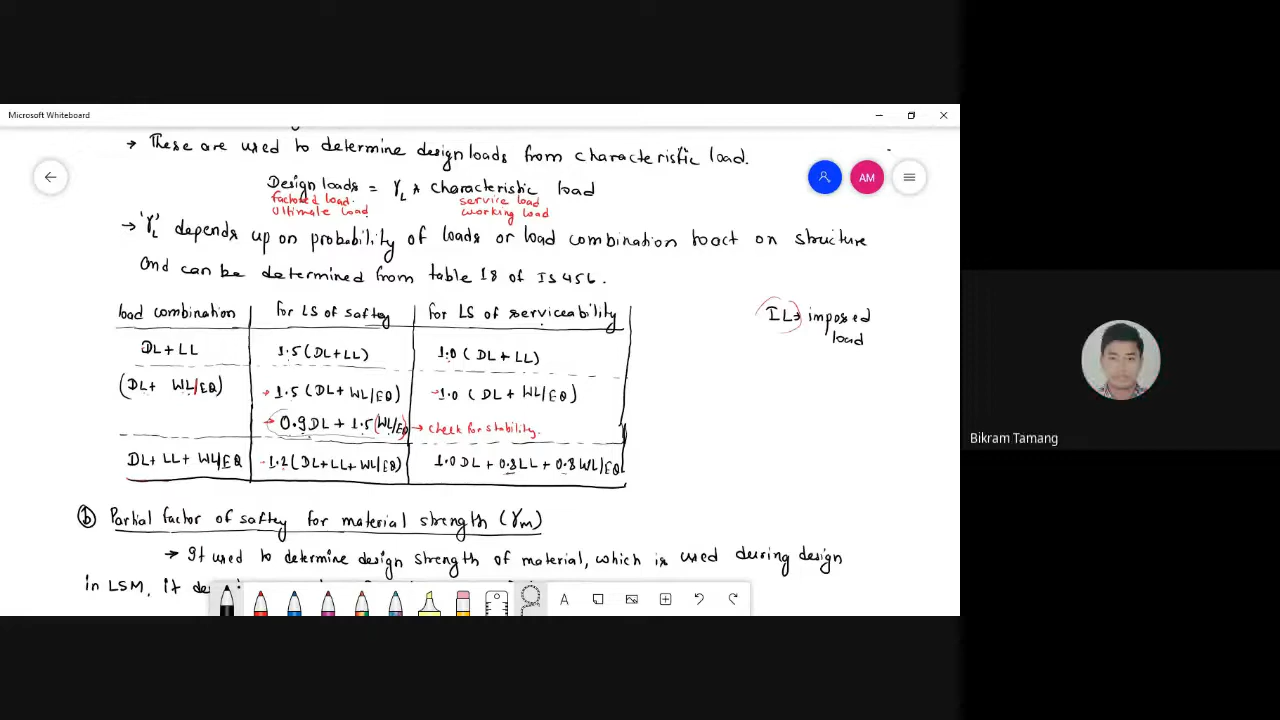 Microsoft Whiteboard
→ These are used to determine design loads from characteristic load.
AM
Design loads = γL * characteristic load
factored load. service load
Ultimate load working load
→ 'γL' depends up on probability of loads or load combination to act on structure
and can be determined from table 18 of IS 456.
load combination for LS of saftey for LS of serviceability
IL → imposed
load
DL + LL 1.5 (DL+LL) 1.0 (DL + LL)
(DL + WL/EQ) → 1.5 (DL + WL/EQ) → 1.0 (DL + WL/EQ)
→ 0.9DL + 1.5 (WL/EQ) → check for stability.
DL + LL + WL/EQ → 1.2 (DL+LL+WL/EQ) 1.0 DL + 0.8LL + 0.8 WL/EQ
Bikram Tamang
ⓑ Partial factor of saftey for material strength (γm)
→ It used to determine design strength of material, which is used during design
in LSM, it